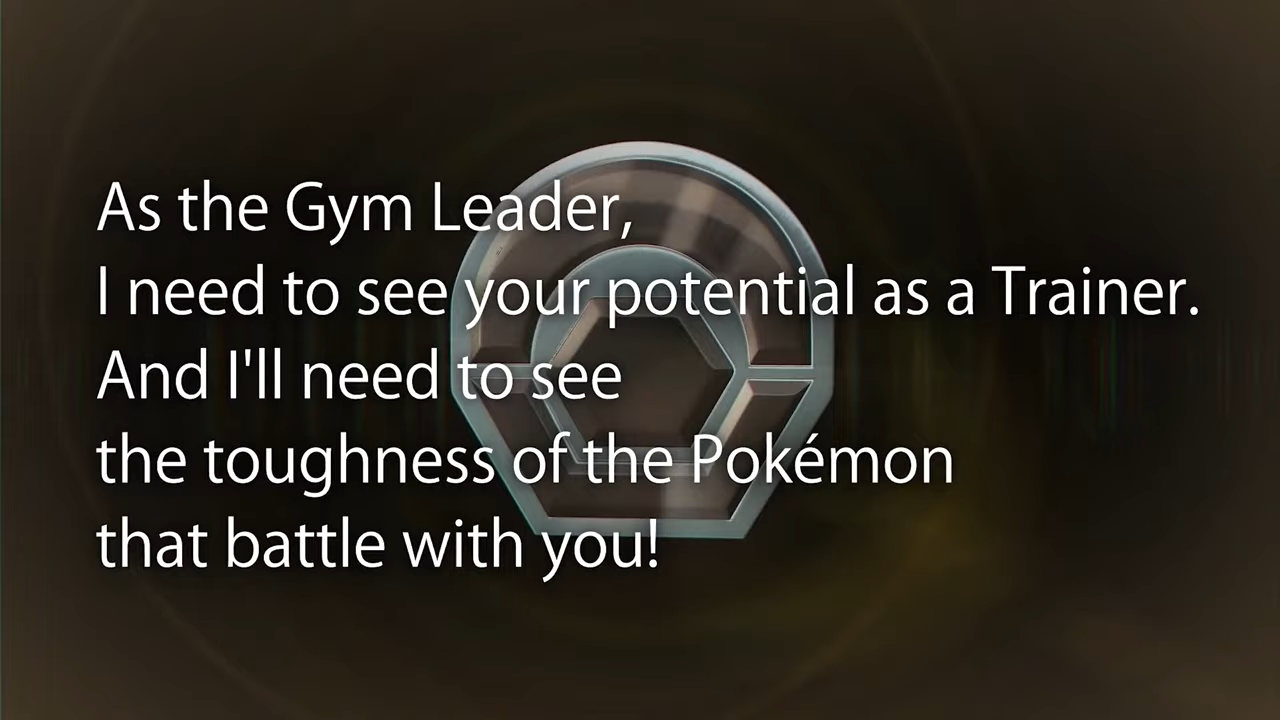 As the Gym Leader,
I need to see your potential as a Trainer.
And I'll need to see
the toughness of the Pokémon
that battle with you!